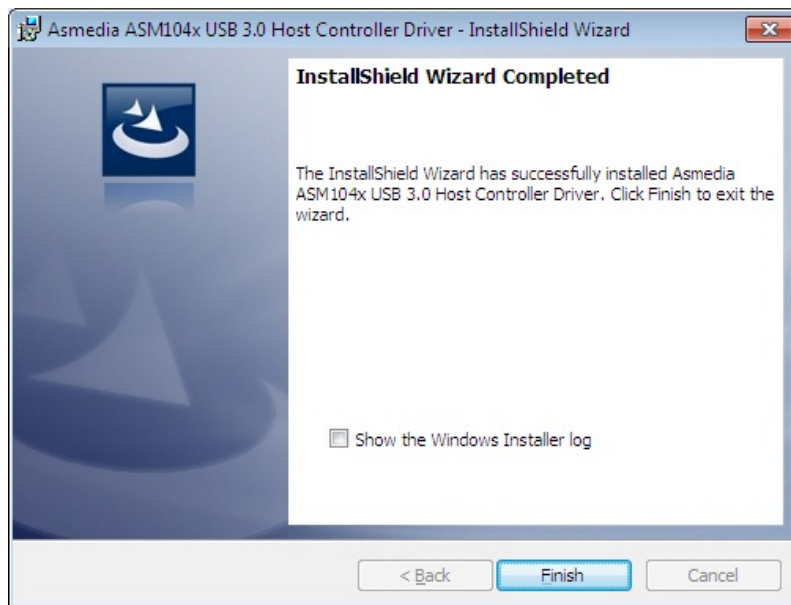 Asmedia ASM104x USB 3.0 Host Controller Driver - InstallShield Wizard
InstallShield Wizard Completed
The InstallShield Wizard has successfully installed Asmedia
ASM104x USB 3.0 Host Controller Driver. Click Finish to exit the
wizard.
Show the Windows Installer log
< Back
Finish
Cancel